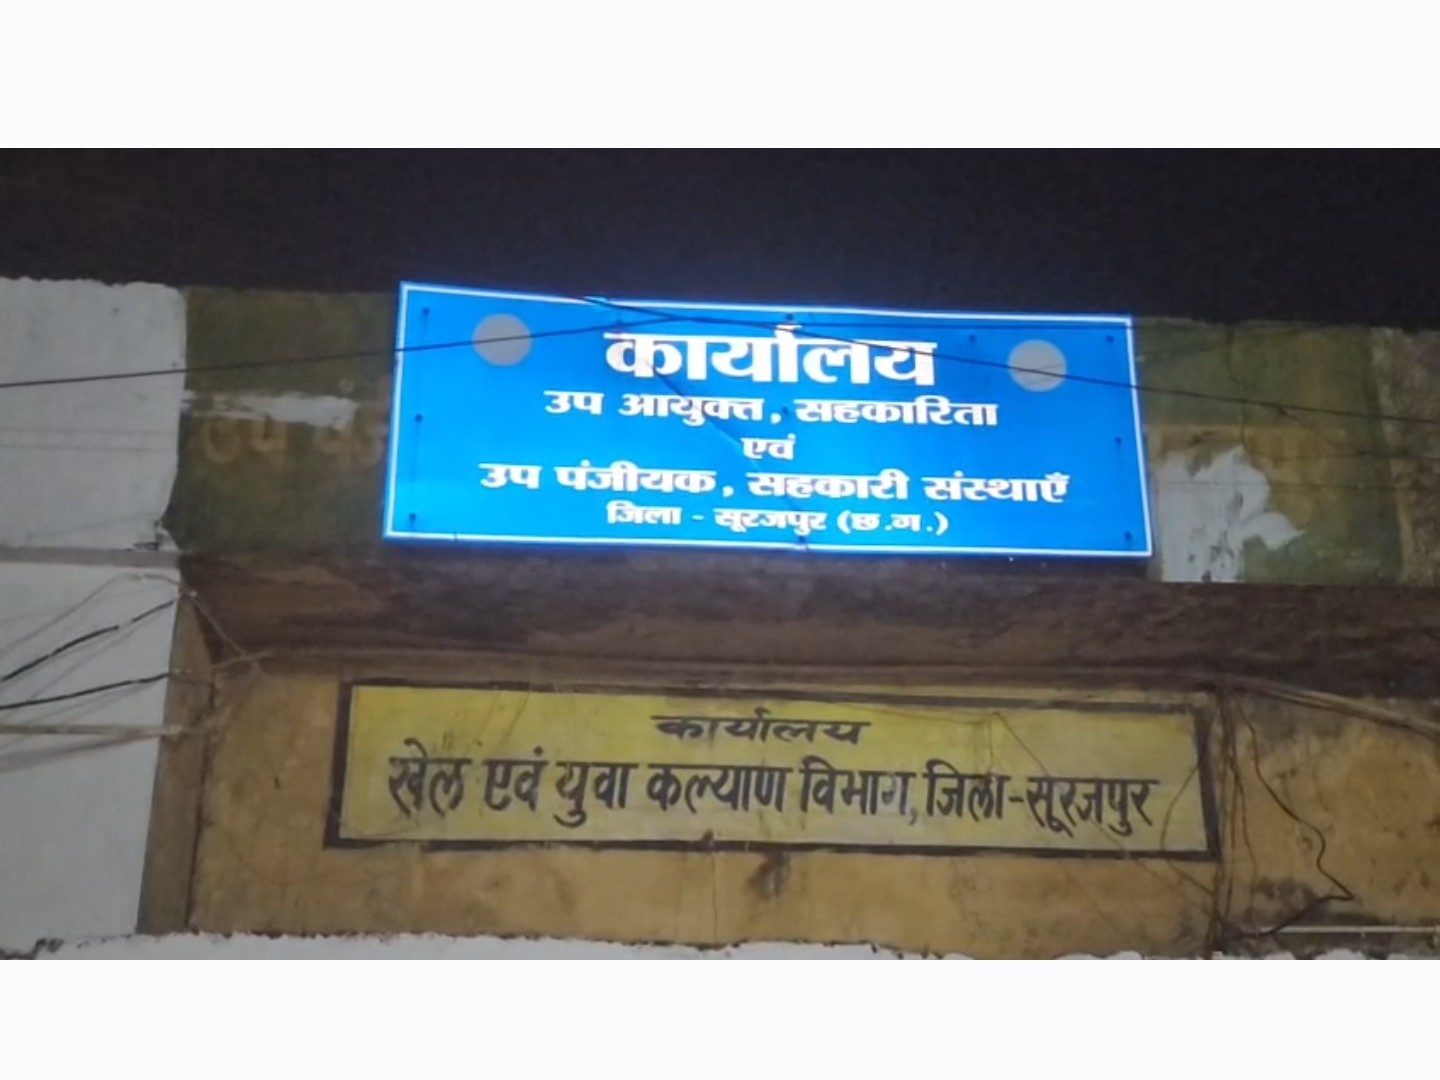 कार्यालय
उप आयुक्त, सहकारिता
एवं
उप पंजीयक, सहकारी संस्थाएँ
जिला - सूरजपुर (छ.ग.)
कार्यालय
खेल एवं युवा कल्याण विभाग, जिला-सूरजपुर